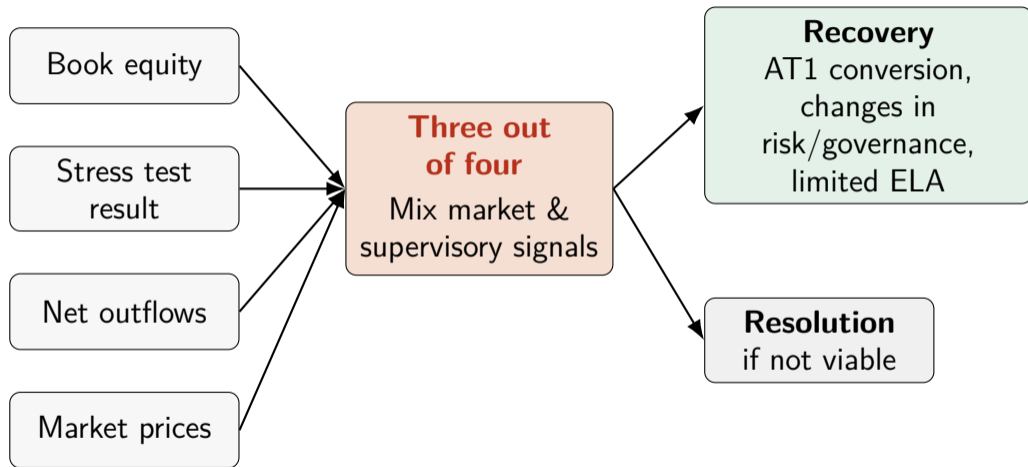 Book equity
Stress test
result
Net outflows
Market prices
Three out
of four
Mix market &
supervisory signals
Recovery
AT1 conversion,
changes in
risk/governance,
limited ELA
Resolution
if not viable